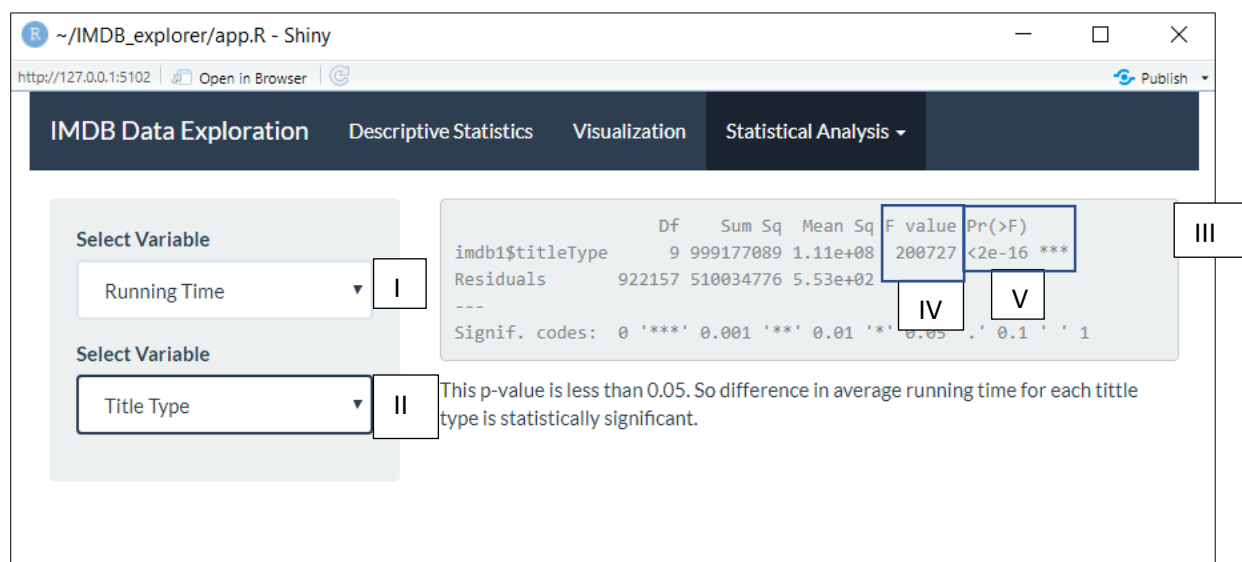 R ~/IMDB_explorer/app.R - Shiny
http://127.0.0.1:5102 Open in Browser Publish
IMDB Data Exploration Descriptive Statistics Visualization Statistical Analysis
Select Variable
Running Time
I
Select Variable
Title Type
II
Df Sum Sq Mean Sq F value Pr(>F)
imdb1$titleType 9 999177089 1.11e+08 200727 <2e-16 ***
Residuals 922157 510034776 5.53e+02
---
Signif. codes: 0 '***' 0.001 '**' 0.01 '*' 0.05 '.' 0.1 ' ' 1
III
IV
V
This p-value is less than 0.05. So difference in average running time for each tittle
type is statistically significant.